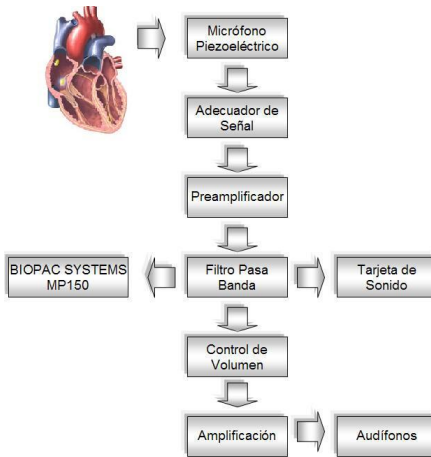 Micrófono
Piezoeléctrico
Adecuador de
Señal
Preamplificador
BIOPAC SYSTEMS
MP150
Filtro Pasa
Banda
Tarjeta de
Sonido
Control de
Volumen
Amplificación
Audífonos